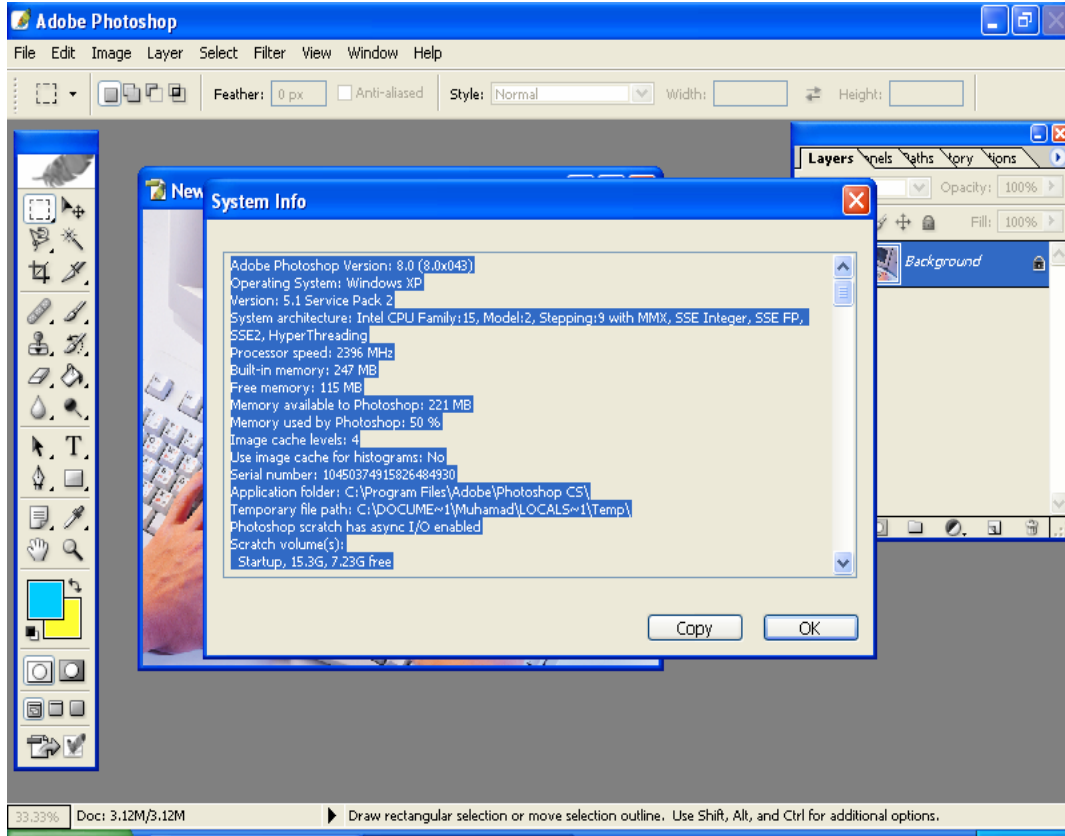 Adobe Photoshop
File Edit Image Layer Select Filter View Window Help
Feather: 0 px Anti-aliased Style: Normal Width: Height:
Layers nnels Paths tory tions
New
System Info
Opacity: 100%
Fill: 100%
Background
Adobe Photoshop Version: 8.0 (8.0x043)
Operating System: Windows XP
Version: 5.1 Service Pack 2
System architecture: Intel CPU Family:15, Model:2, Stepping:9 with MMX, SSE Integer, SSE FP,
SSE2, HyperThreading
Processor speed: 2396 MHz
Built-in memory: 247 MB
Free memory: 115 MB
Memory available to Photoshop: 221 MB
Memory used by Photoshop: 50 %
Image cache levels: 4
Use image cache for histograms: No
Serial number: 10450374915826484930
Application folder: C:\Program Files\Adobe\Photoshop CS\
Temporary file path: C:\DOCUME~1\Muhamad\LOCALS~1\Temp\
Photoshop scratch has async I/O enabled
Scratch volume(s):
Startup, 15.3G, 7.23G free
Copy OK
33.33% Doc: 3.12M/3.12M Draw rectangular selection or move selection outline. Use Shift, Alt, and Ctrl for additional options.